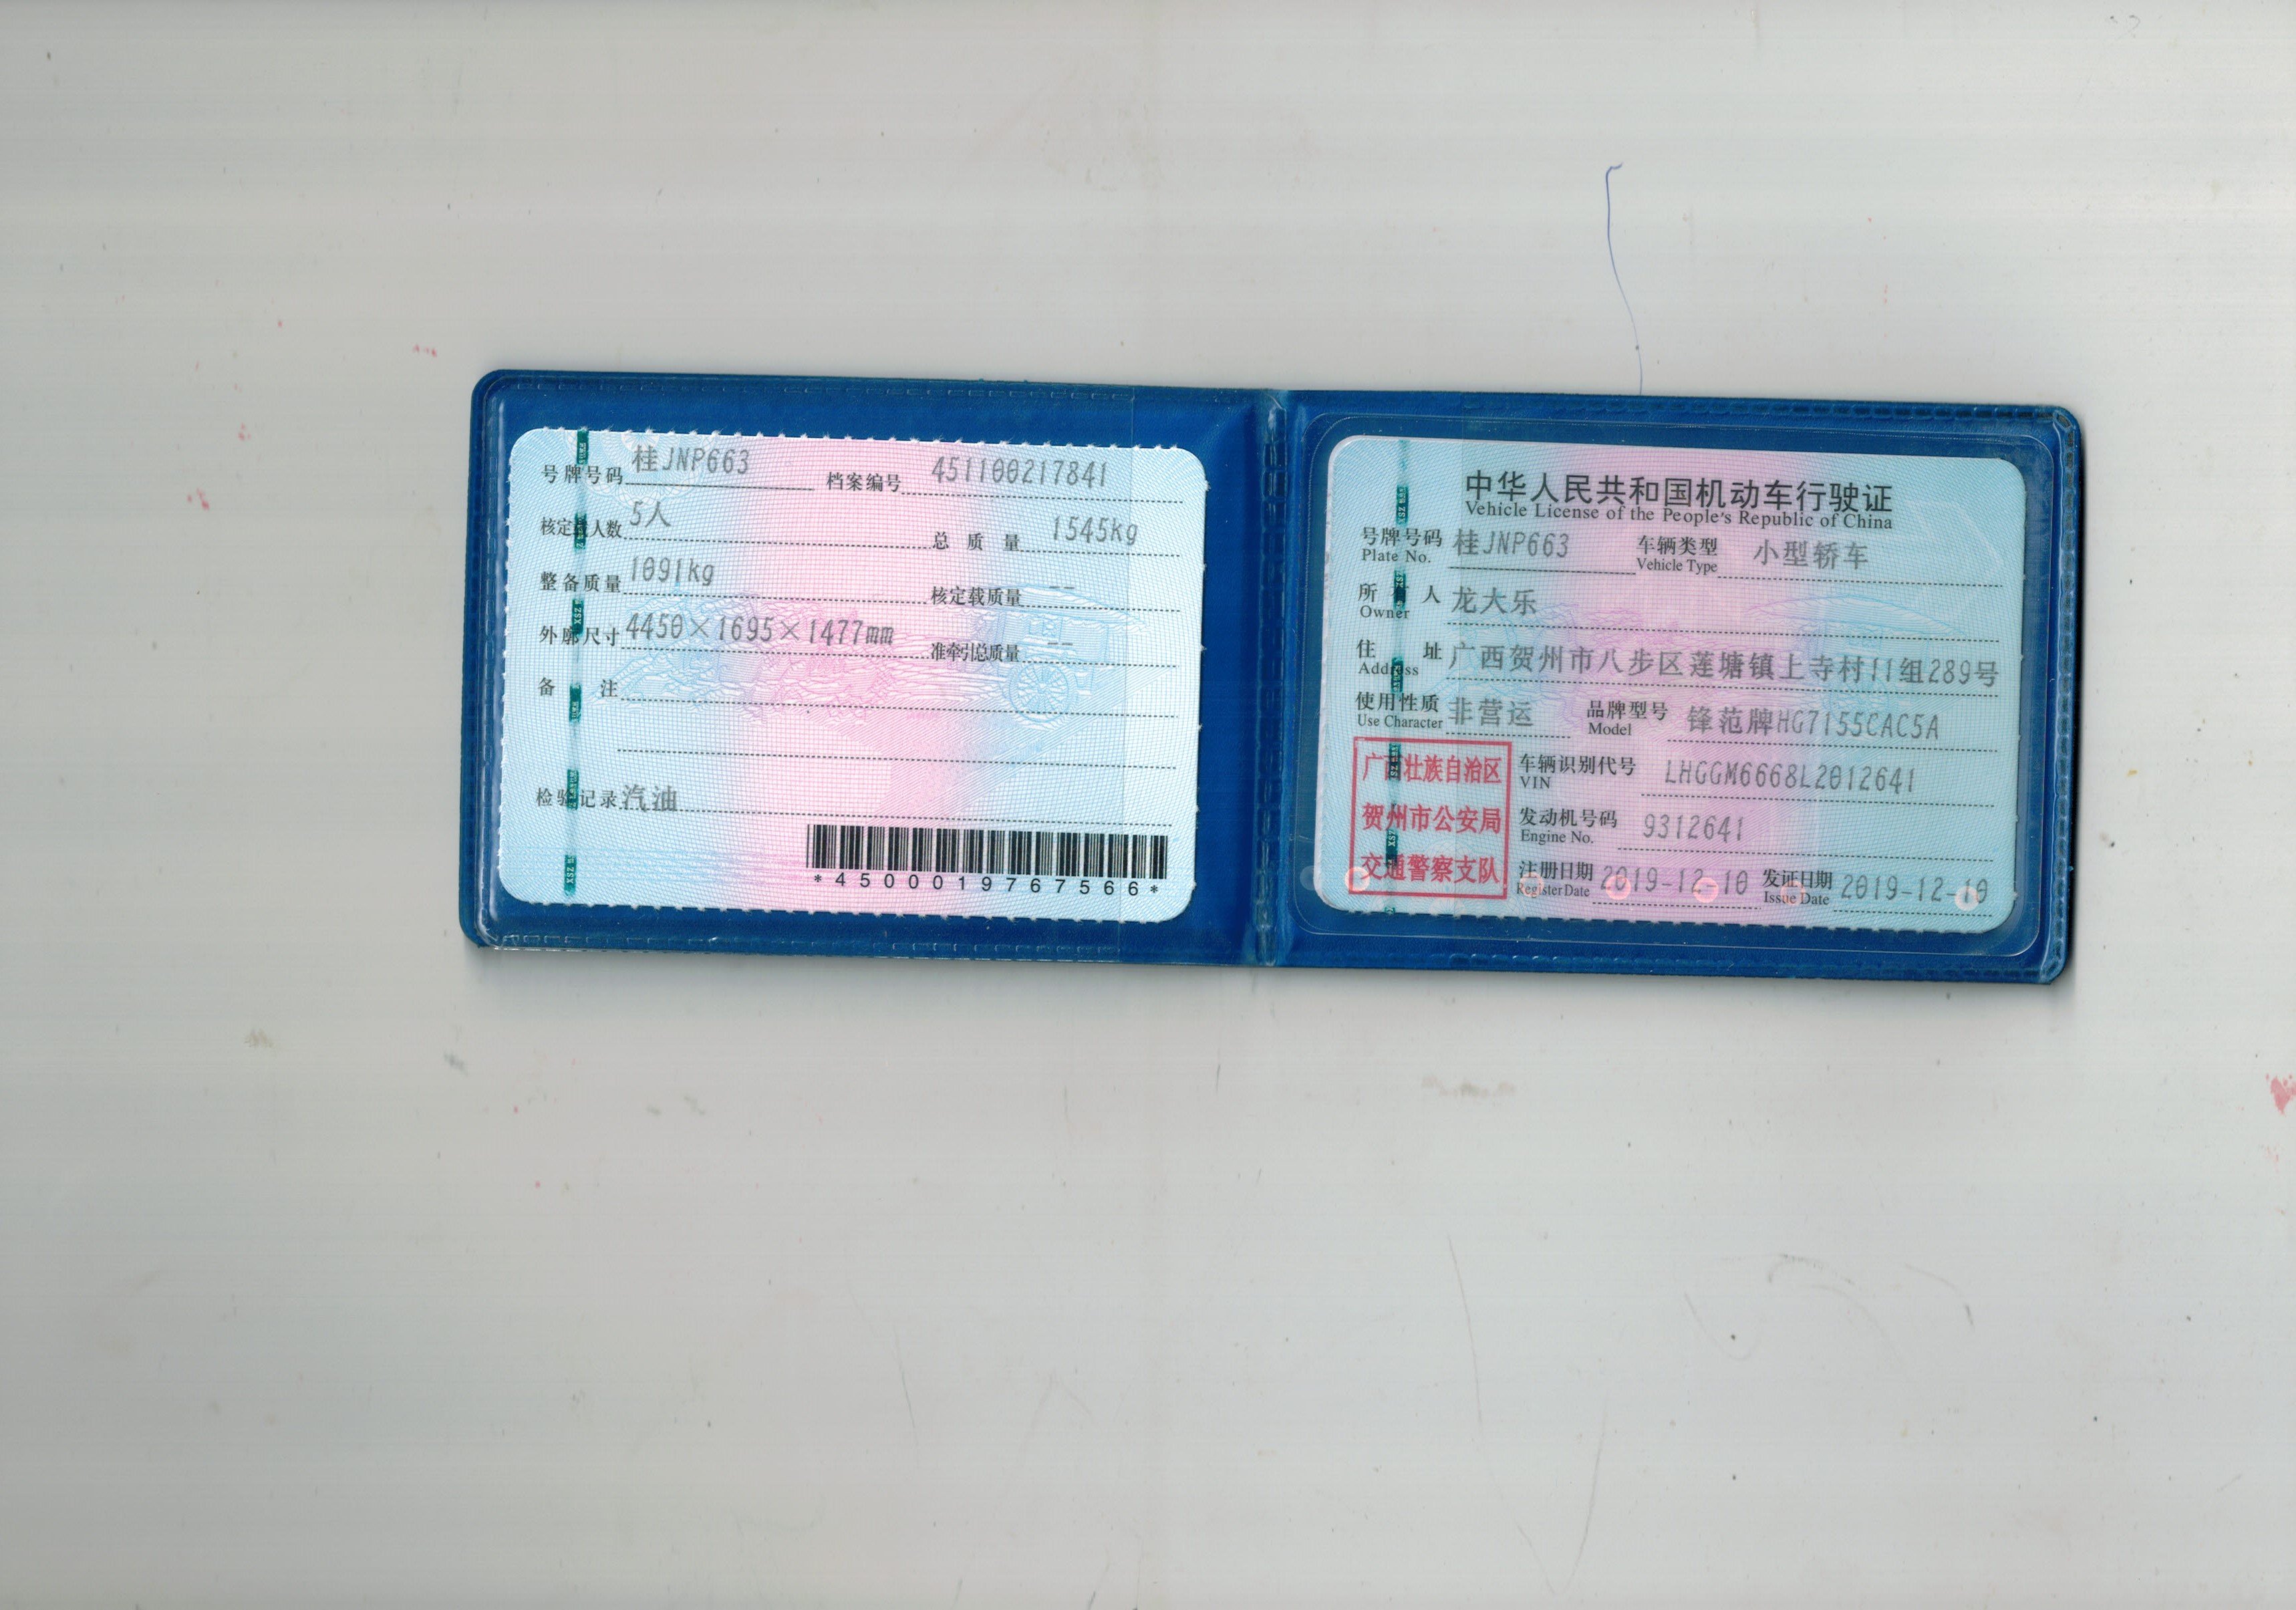 号牌号码 桂JNP663 档案编号 451100217841
核定载人数 5人 总质量 1545kg
整备质量 1091kg 核定载质量 --
外廓尺寸 4450×1695×1477mm 准牵引总质量 --
备注
检验记录 汽油
*4500019767566*
中华人民共和国机动车行驶证
Vehicle License of the People's Republic of China
号牌号码 桂JNP663 车辆类型 小型轿车
Plate No. Vehicle Type
所有人 龙大乐
Owner
住址 广西贺州市八步区莲塘镇上寺村11组289号
Address
使用性质 非营运 品牌型号 锋范牌HG7155CAC5A
Use Character Model
广西壮族自治区
贺州市公安局
交通警察支队
车辆识别代号 LHGGM6668L2012641
VIN
发动机号码 9312641
Engine No.
注册日期 2019-12-10 发证日期 2019-12-10
Register Date Issue Date